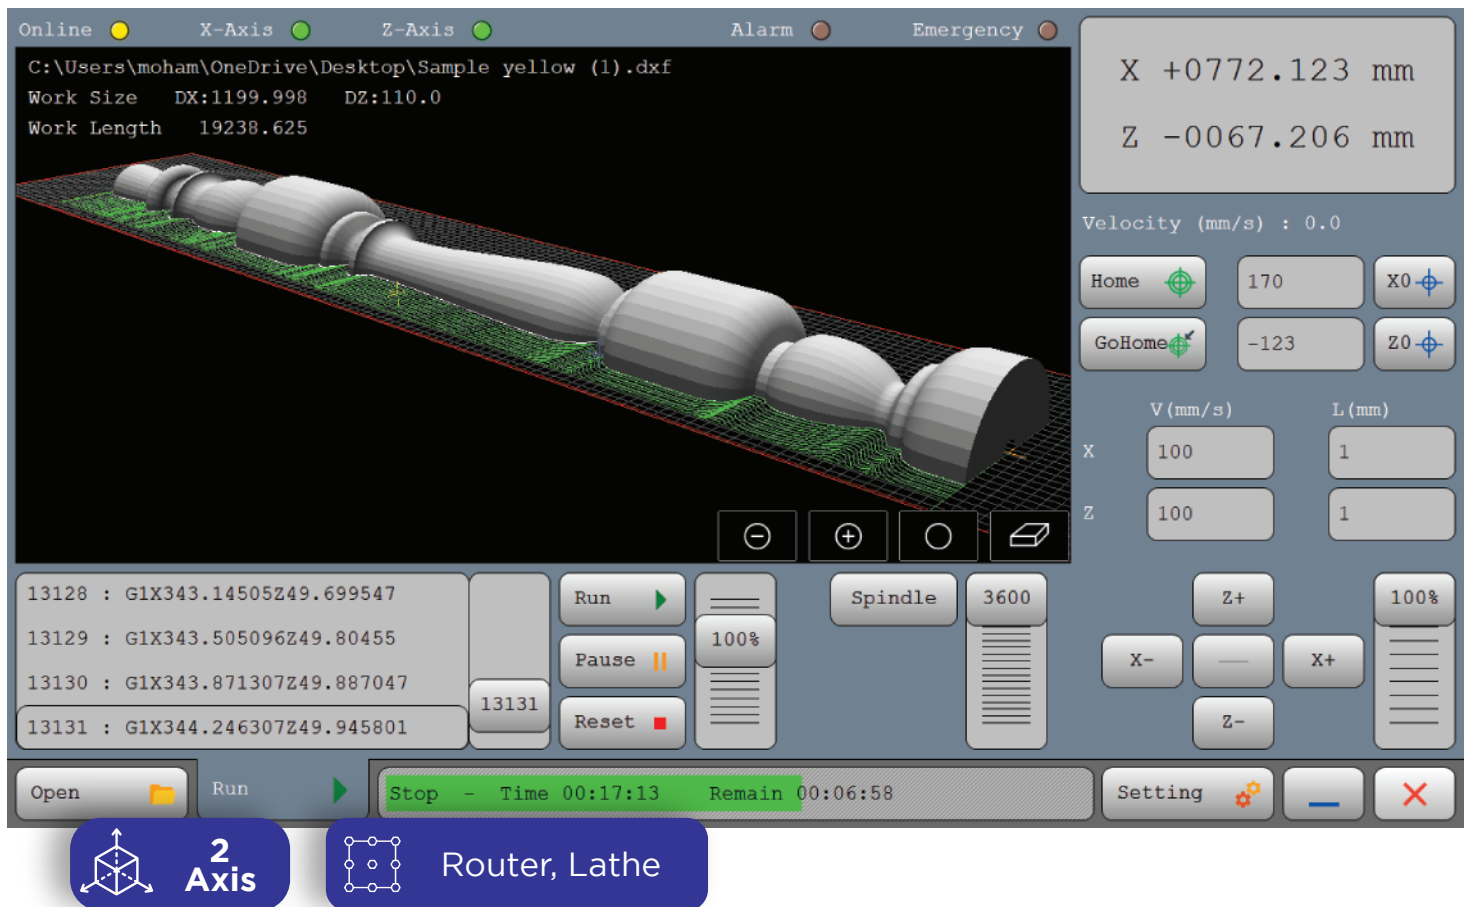 Online X-Axis Z-Axis Alarm Emergency
C:\Users\moham\OneDrive\Desktop\Sample yellow (1).dxf
Work Size DX:1199.998 DZ:110.0
Work Length 19238.625
X +0772.123 mm
Z -0067.206 mm
Velocity (mm/s) : 0.0
Home 170 X0
GoHome -123 Z0
V(mm/s) L(mm)
X 100 1
Z 100 1
13128 : G1X343.14505Z49.699547
13129 : G1X343.505096Z49.80455
13130 : G1X343.871307Z49.887047
13131 : G1X344.246307Z49.945801
13131
Run
Pause
Reset
100%
Spindle 3600
Z+
X- X+
Z-
100%
Open Run Stop - Time 00:17:13 Remain 00:06:58 Setting
2
Axis
Router, Lathe